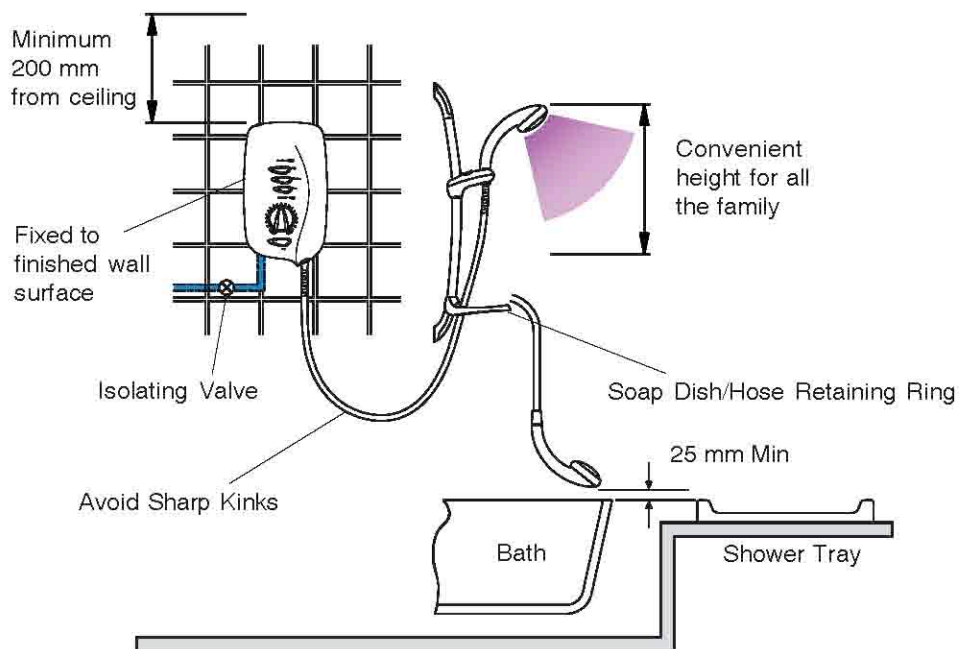 Minimum
200 mm
from ceiling
Convenient
height for all
the family
Fixed to
finished wall
surface
Isolating Valve
Soap Dish/Hose Retaining Ring
25 mm Min
Avoid Sharp Kinks
Bath
Shower Tray